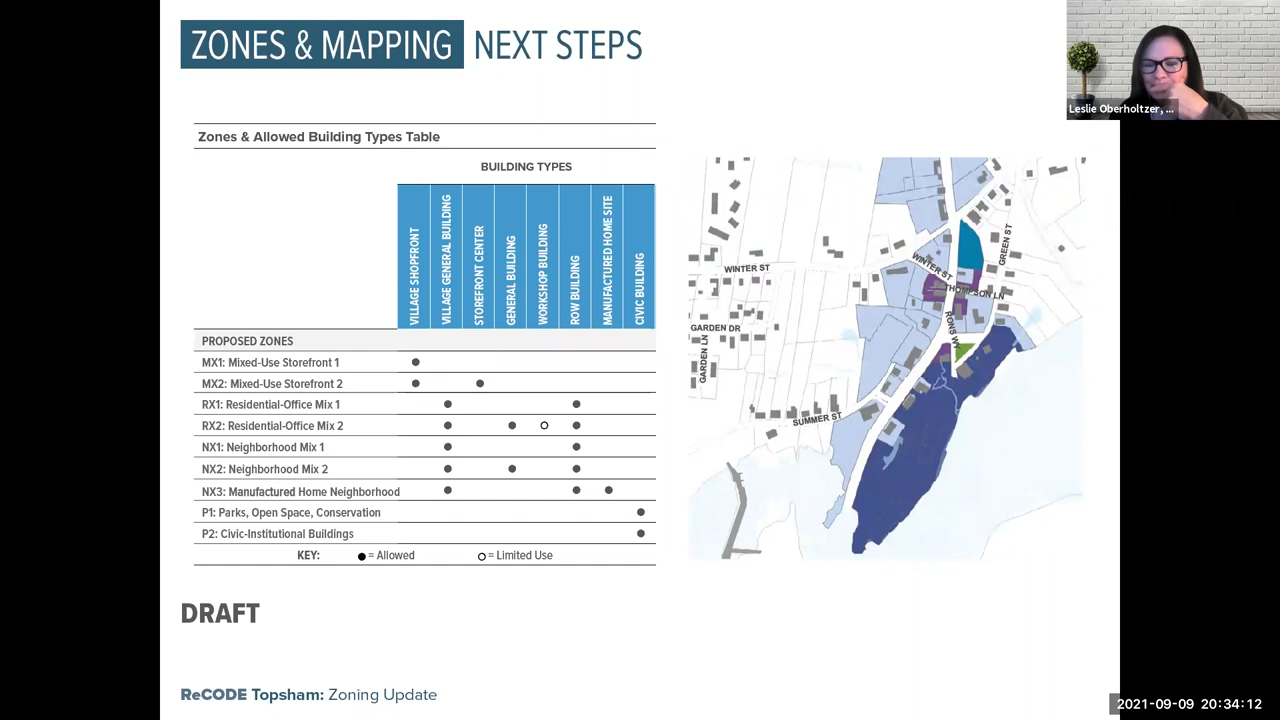 ZONES & MAPPING NEXT STEPS
Leslie Oberholtzer, ...
Zones & Allowed Building Types Table
BUILDING TYPES
VILLAGE SHOPFRONT
VILLAGE GENERAL BUILDING
STOREFRONT CENTER
GENERAL BUILDING
WORKSHOP BUILDING
ROW BUILDING
MANUFACTURED HOME SITE
CIVIC BUILDING
PROPOSED ZONES
MX1: Mixed-Use Storefront 1
MX2: Mixed-Use Storefront 2
RX1: Residential-Office Mix 1
RX2: Residential-Office Mix 2
NX1: Neighborhood Mix 1
NX2: Neighborhood Mix 2
NX3: Manufactured Home Neighborhood
P1: Parks, Open Space, Conservation
P2: Civic-Institutional Buildings
KEY: ● = Allowed ○ = Limited Use
WINTER ST
WINTER ST
GREEN ST
THOMPSON LN
RONS WY
GARDEN DR
GARDEN LN
SUMMER ST
DRAFT
ReCODE Topsham: Zoning Update
2021-09-09 20:34:12